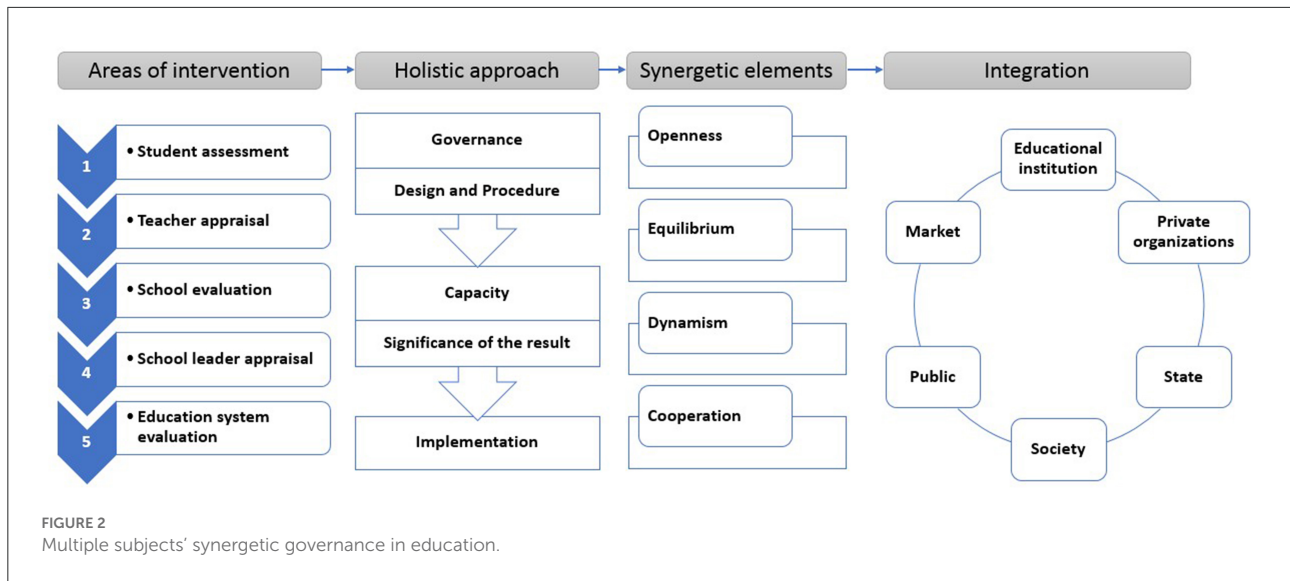 Areas of intervention
Holistic approach
Synergetic elements
Integration
1
• Student assessment
2
• Teacher appraisal
3
• School evaluation
4
• School leader appraisal
5
• Education system
evaluation
Governance
Design and Procedure
Capacity
Significance of the result
Implementation
Openness
Equilibrium
Dynamism
Cooperation
Educational
institution
Private
organizations
State
Society
Public
Market
FIGURE 2
Multiple subjects’ synergetic governance in education.